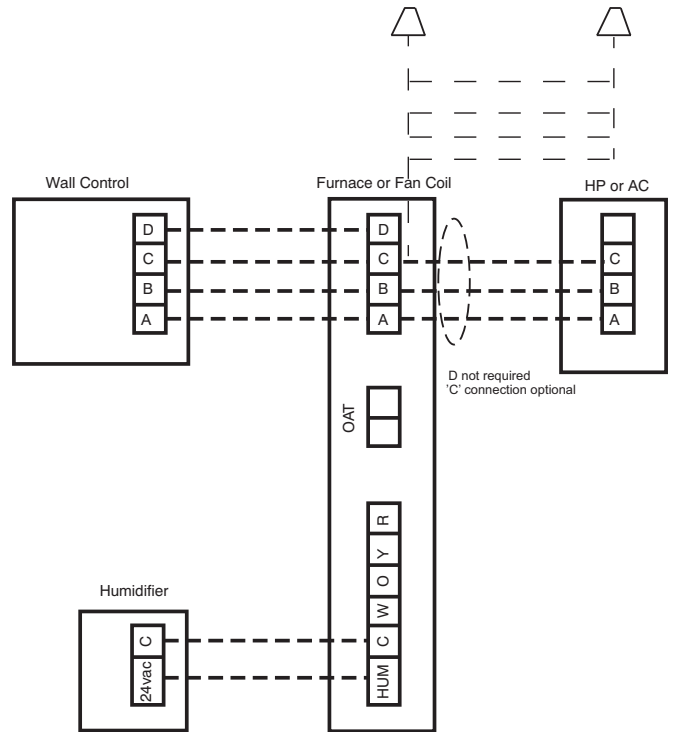 Wall Control
Furnace or Fan Coil
HP or AC
D
C
B
A
D
C
B
A
C
B
A
D not required
'C' connection optional
OAT
R
Y
O
W
C
HUM
Humidifier
C
24vac